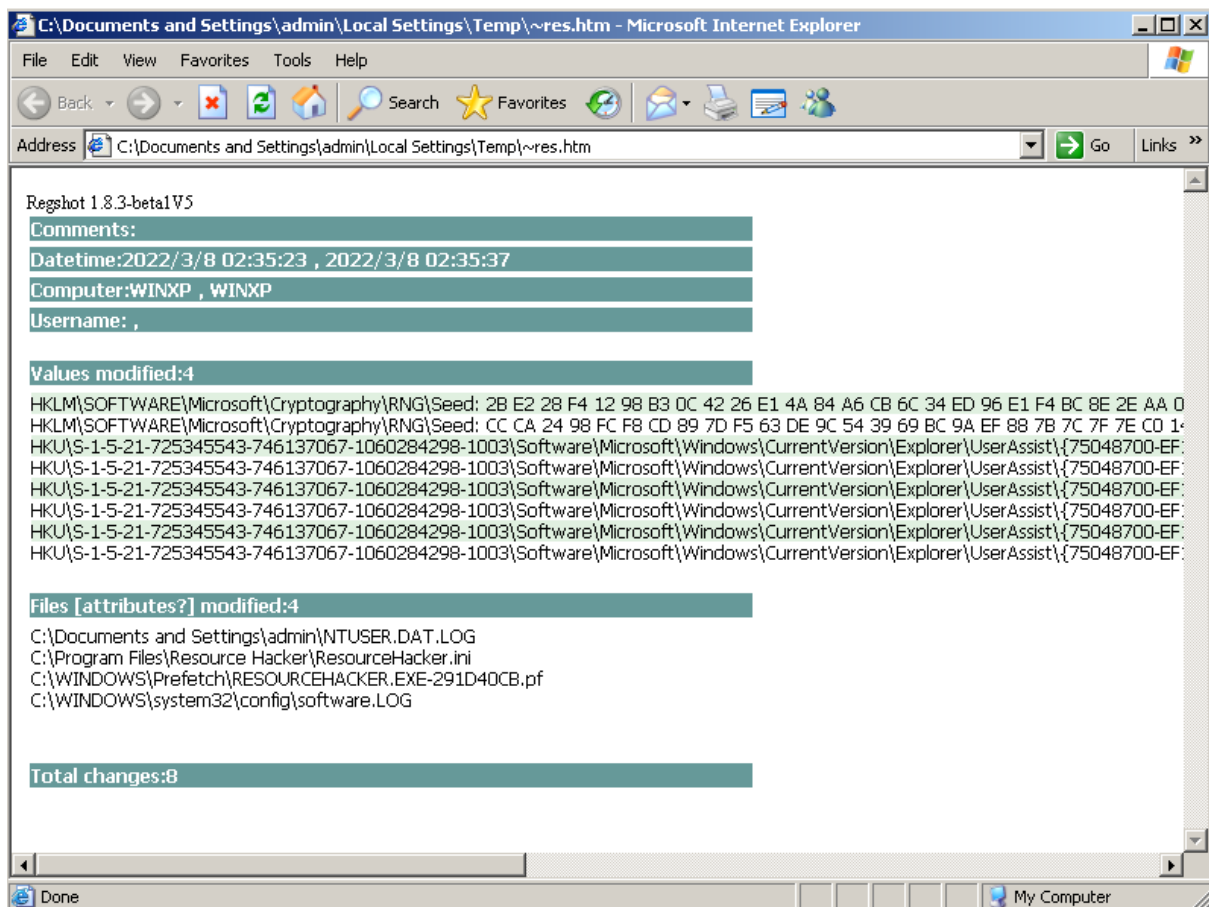 C:\Documents and Settings\admin\Local Settings\Temp\~res.htm - Microsoft Internet Explorer
File Edit View Favorites Tools Help
Back Search Favorites
Address C:\Documents and Settings\admin\Local Settings\Temp\~res.htm Go Links »
Regshot 1.8.3-beta1V5
Comments:
Datetime:2022/3/8 02:35:23 , 2022/3/8 02:35:37
Computer:WINXP , WINXP
Username: ,
Values modified:4
HKLM\SOFTWARE\Microsoft\Cryptography\RNG\Seed: 2B E2 28 F4 12 98 B3 0C 42 26 E1 4A 84 A6 CB 6C 34 ED 96 E1 F4 BC 8E 2E AA 0
HKLM\SOFTWARE\Microsoft\Cryptography\RNG\Seed: CC CA 24 98 FC F8 CD 89 7D F5 63 DE 9C 54 39 69 BC 9A EF 88 7B 7C 7F 7E C0 14
HKU\S-1-5-21-725345543-746137067-1060284298-1003\Software\Microsoft\Windows\CurrentVersion\Explorer\UserAssist\{75048700-EF1
HKU\S-1-5-21-725345543-746137067-1060284298-1003\Software\Microsoft\Windows\CurrentVersion\Explorer\UserAssist\{75048700-EF1
HKU\S-1-5-21-725345543-746137067-1060284298-1003\Software\Microsoft\Windows\CurrentVersion\Explorer\UserAssist\{75048700-EF1
HKU\S-1-5-21-725345543-746137067-1060284298-1003\Software\Microsoft\Windows\CurrentVersion\Explorer\UserAssist\{75048700-EF1
HKU\S-1-5-21-725345543-746137067-1060284298-1003\Software\Microsoft\Windows\CurrentVersion\Explorer\UserAssist\{75048700-EF1
HKU\S-1-5-21-725345543-746137067-1060284298-1003\Software\Microsoft\Windows\CurrentVersion\Explorer\UserAssist\{75048700-EF1
Files [attributes?] modified:4
C:\Documents and Settings\admin\NTUSER.DAT.LOG
C:\Program Files\Resource Hacker\ResourceHacker.ini
C:\WINDOWS\Prefetch\RESOURCEHACKER.EXE-291D40CB.pf
C:\WINDOWS\system32\config\software.LOG
Total changes:8
Done My Computer